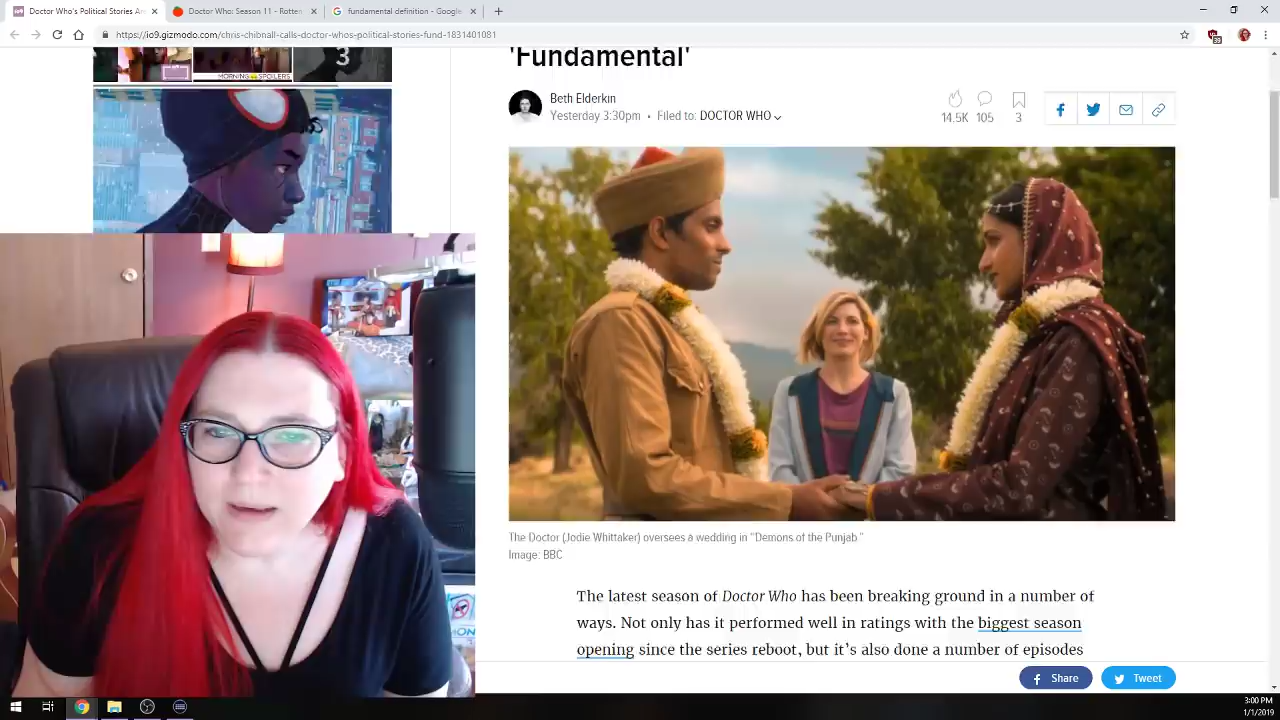 Doctor Who's Political Stories Ar
Doctor Who Season 11 - Rotten
fundamental definition - Google
https://io9.gizmodo.com/chris-chibnall-calls-doctor-whos-political-stories-fund-1831401081
3
MORNING SPOILERS
'Fundamental'
Beth Elderkin
Yesterday 3:30pm • Filed to: DOCTOR WHO
14.5K 105 3
The Doctor (Jodie Whittaker) oversees a wedding in "Demons of the Punjab."
Image: BBC
The latest season of Doctor Who has been breaking ground in a number of
ways. Not only has it performed well in ratings with the biggest season
opening since the series reboot, but it's also done a number of episodes
Share Tweet
3:00 PM
1/1/2019